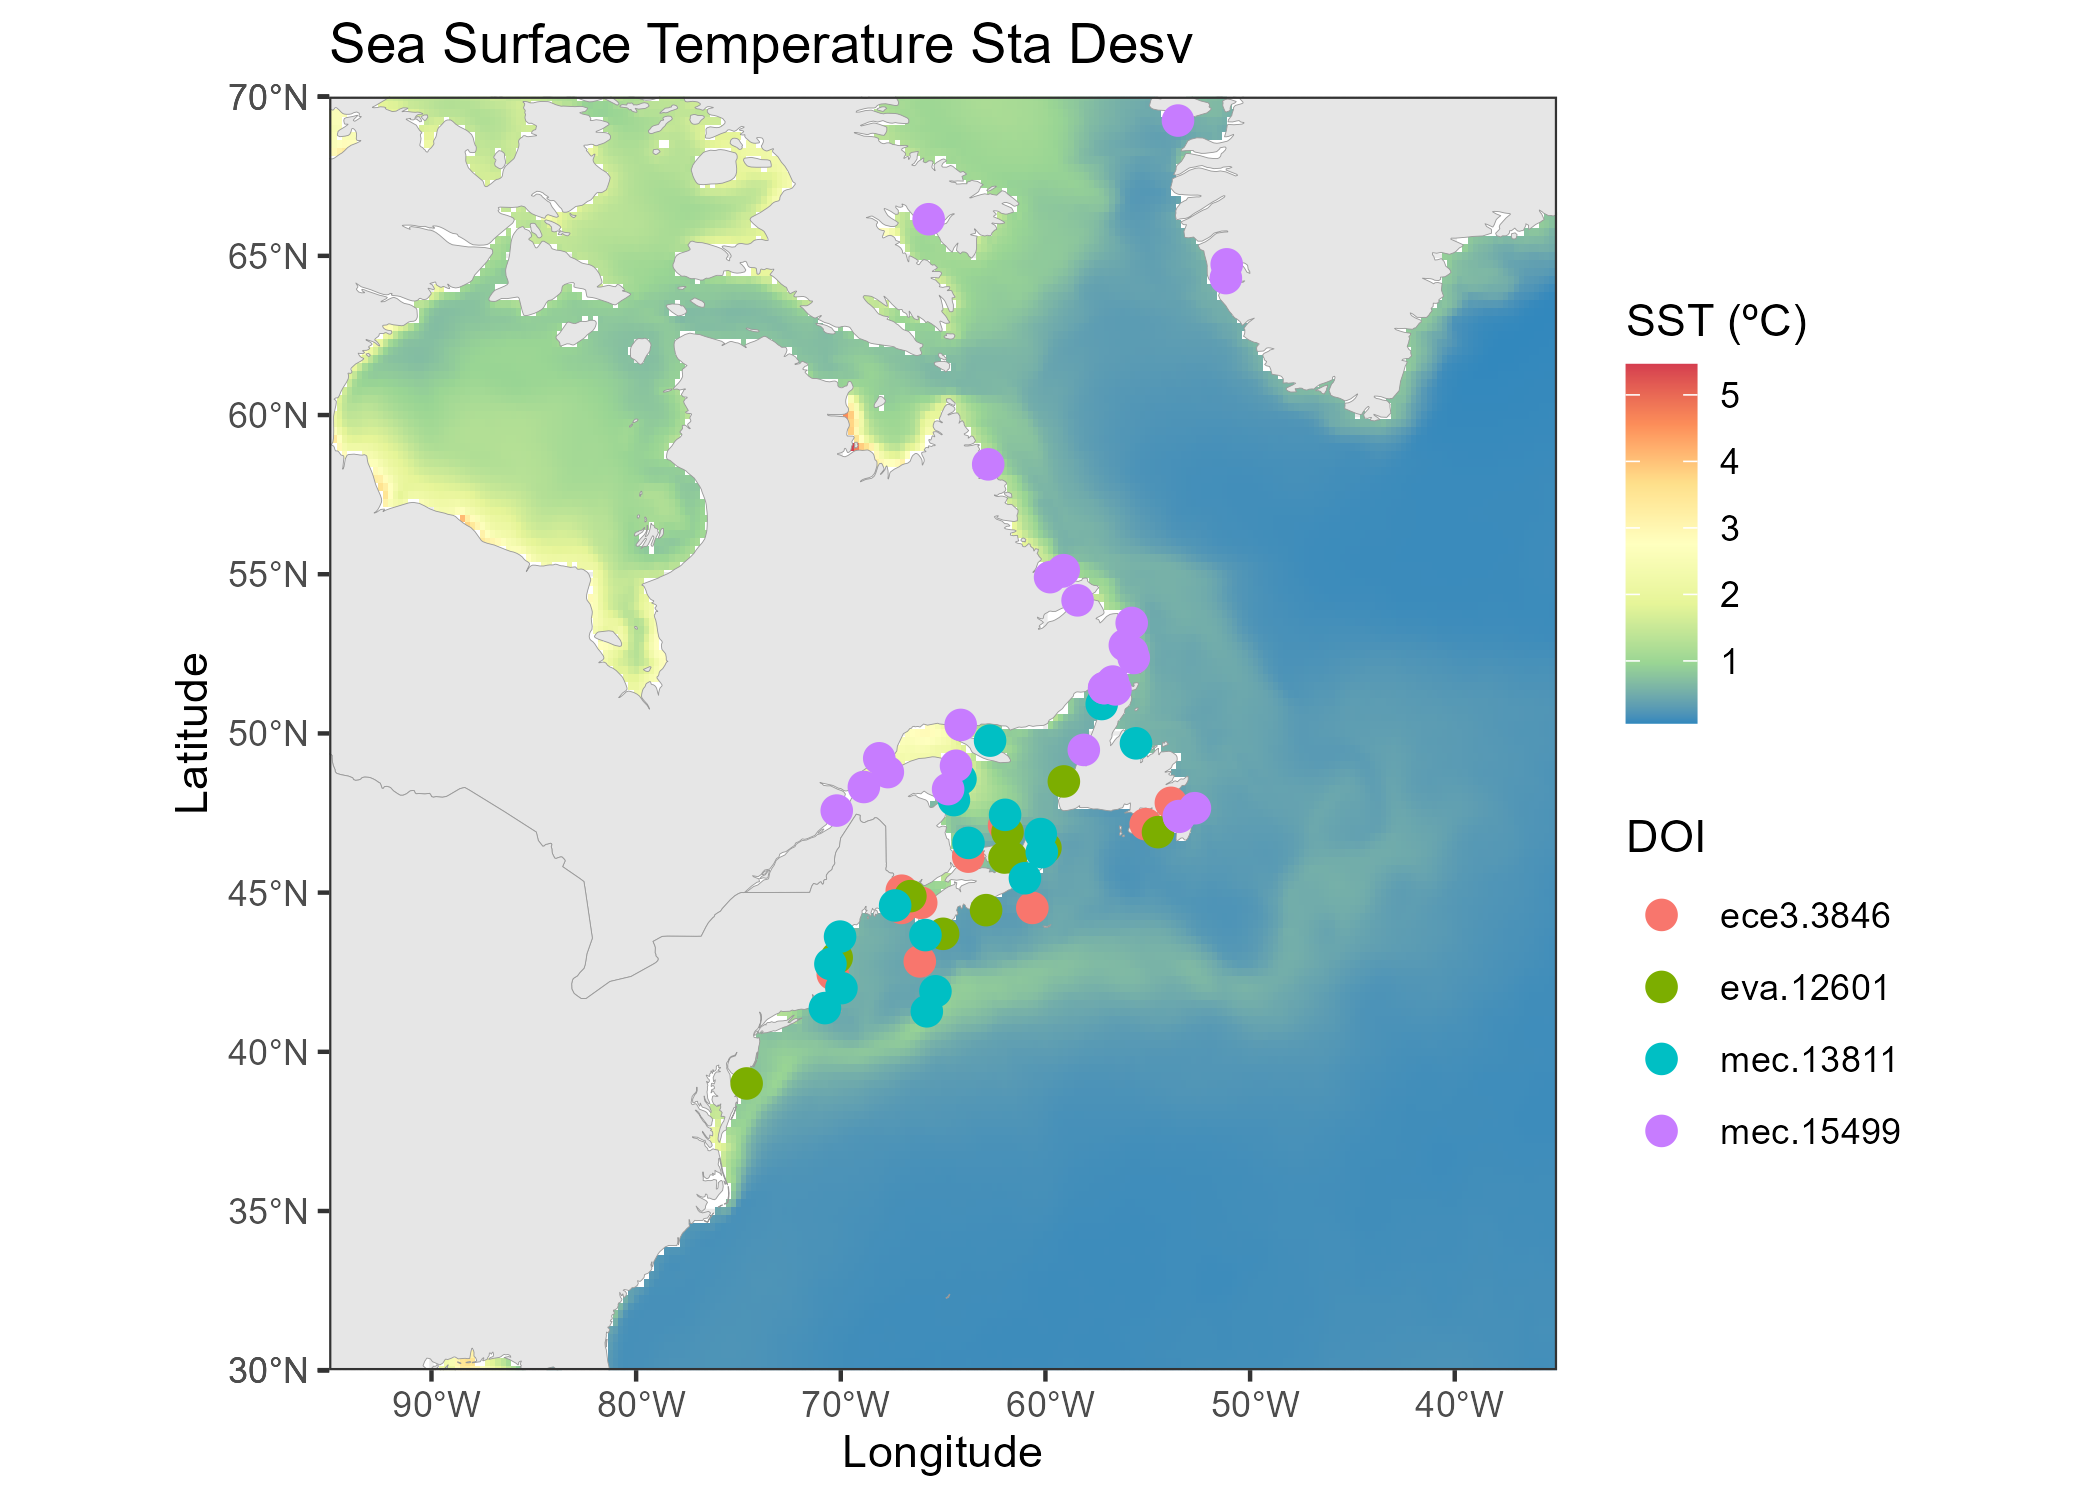 Sea Surface Temperature Sta Desv
70°N
65°N
60°N
55°N
50°N
45°N
40°N
35°N
30°N
Latitude
90°W
80°W
70°W
60°W
50°W
40°W
Longitude
SST (ºC)
5
4
3
2
1
DOI
ece3.3846
eva.12601
mec.13811
mec.15499